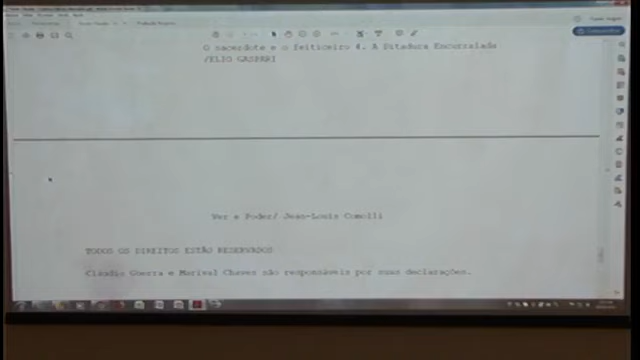 O sacerdote e o feiticeiro 4. A Ditadura Encurralada
/ELIO GASPERI
Ver e Poder/ Jean-Louis Comolli
TODOS OS DIREITOS ESTÃO RESERVADOS
Cláudio Guerra e Marival Chaves são responsáveis por suas declarações.